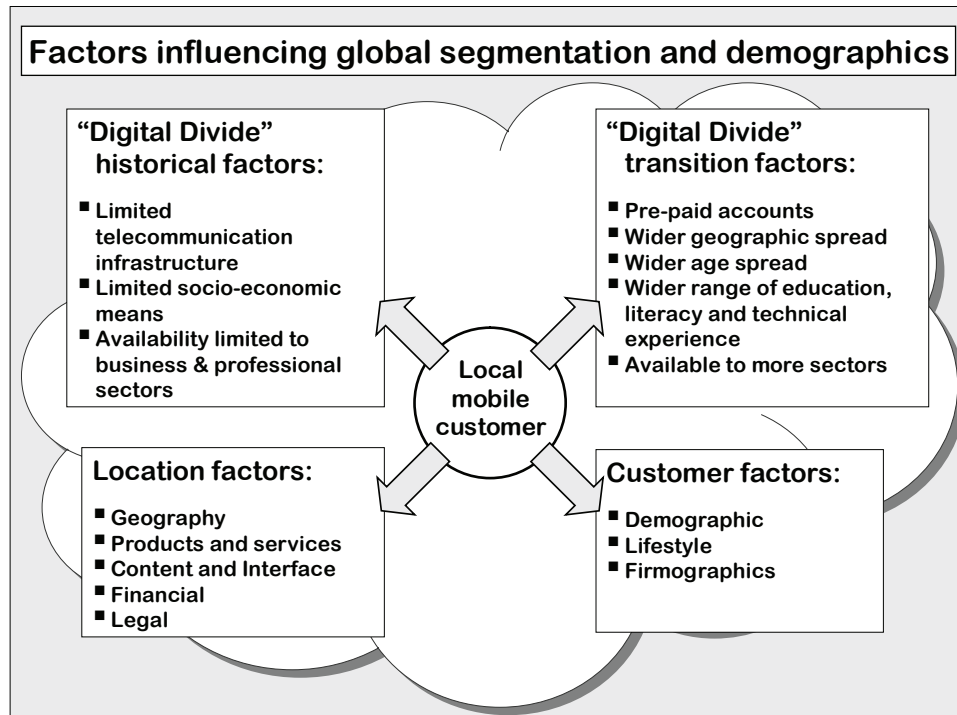 Factors influencing global segmentation and demographics
“Digital Divide”
historical factors:
▪ Limited
telecommunication
infrastructure
▪ Limited socio-economic
means
▪ Availability limited to
business & professional
sectors
“Digital Divide”
transition factors:
▪ Pre-paid accounts
▪ Wider geographic spread
▪ Wider age spread
▪ Wider range of education,
literacy and technical
experience
▪ Available to more sectors
Local
mobile
customer
Location factors:
▪ Geography
▪ Products and services
▪ Content and Interface
▪ Financial
▪ Legal
Customer factors:
▪ Demographic
▪ Lifestyle
▪ Firmographics